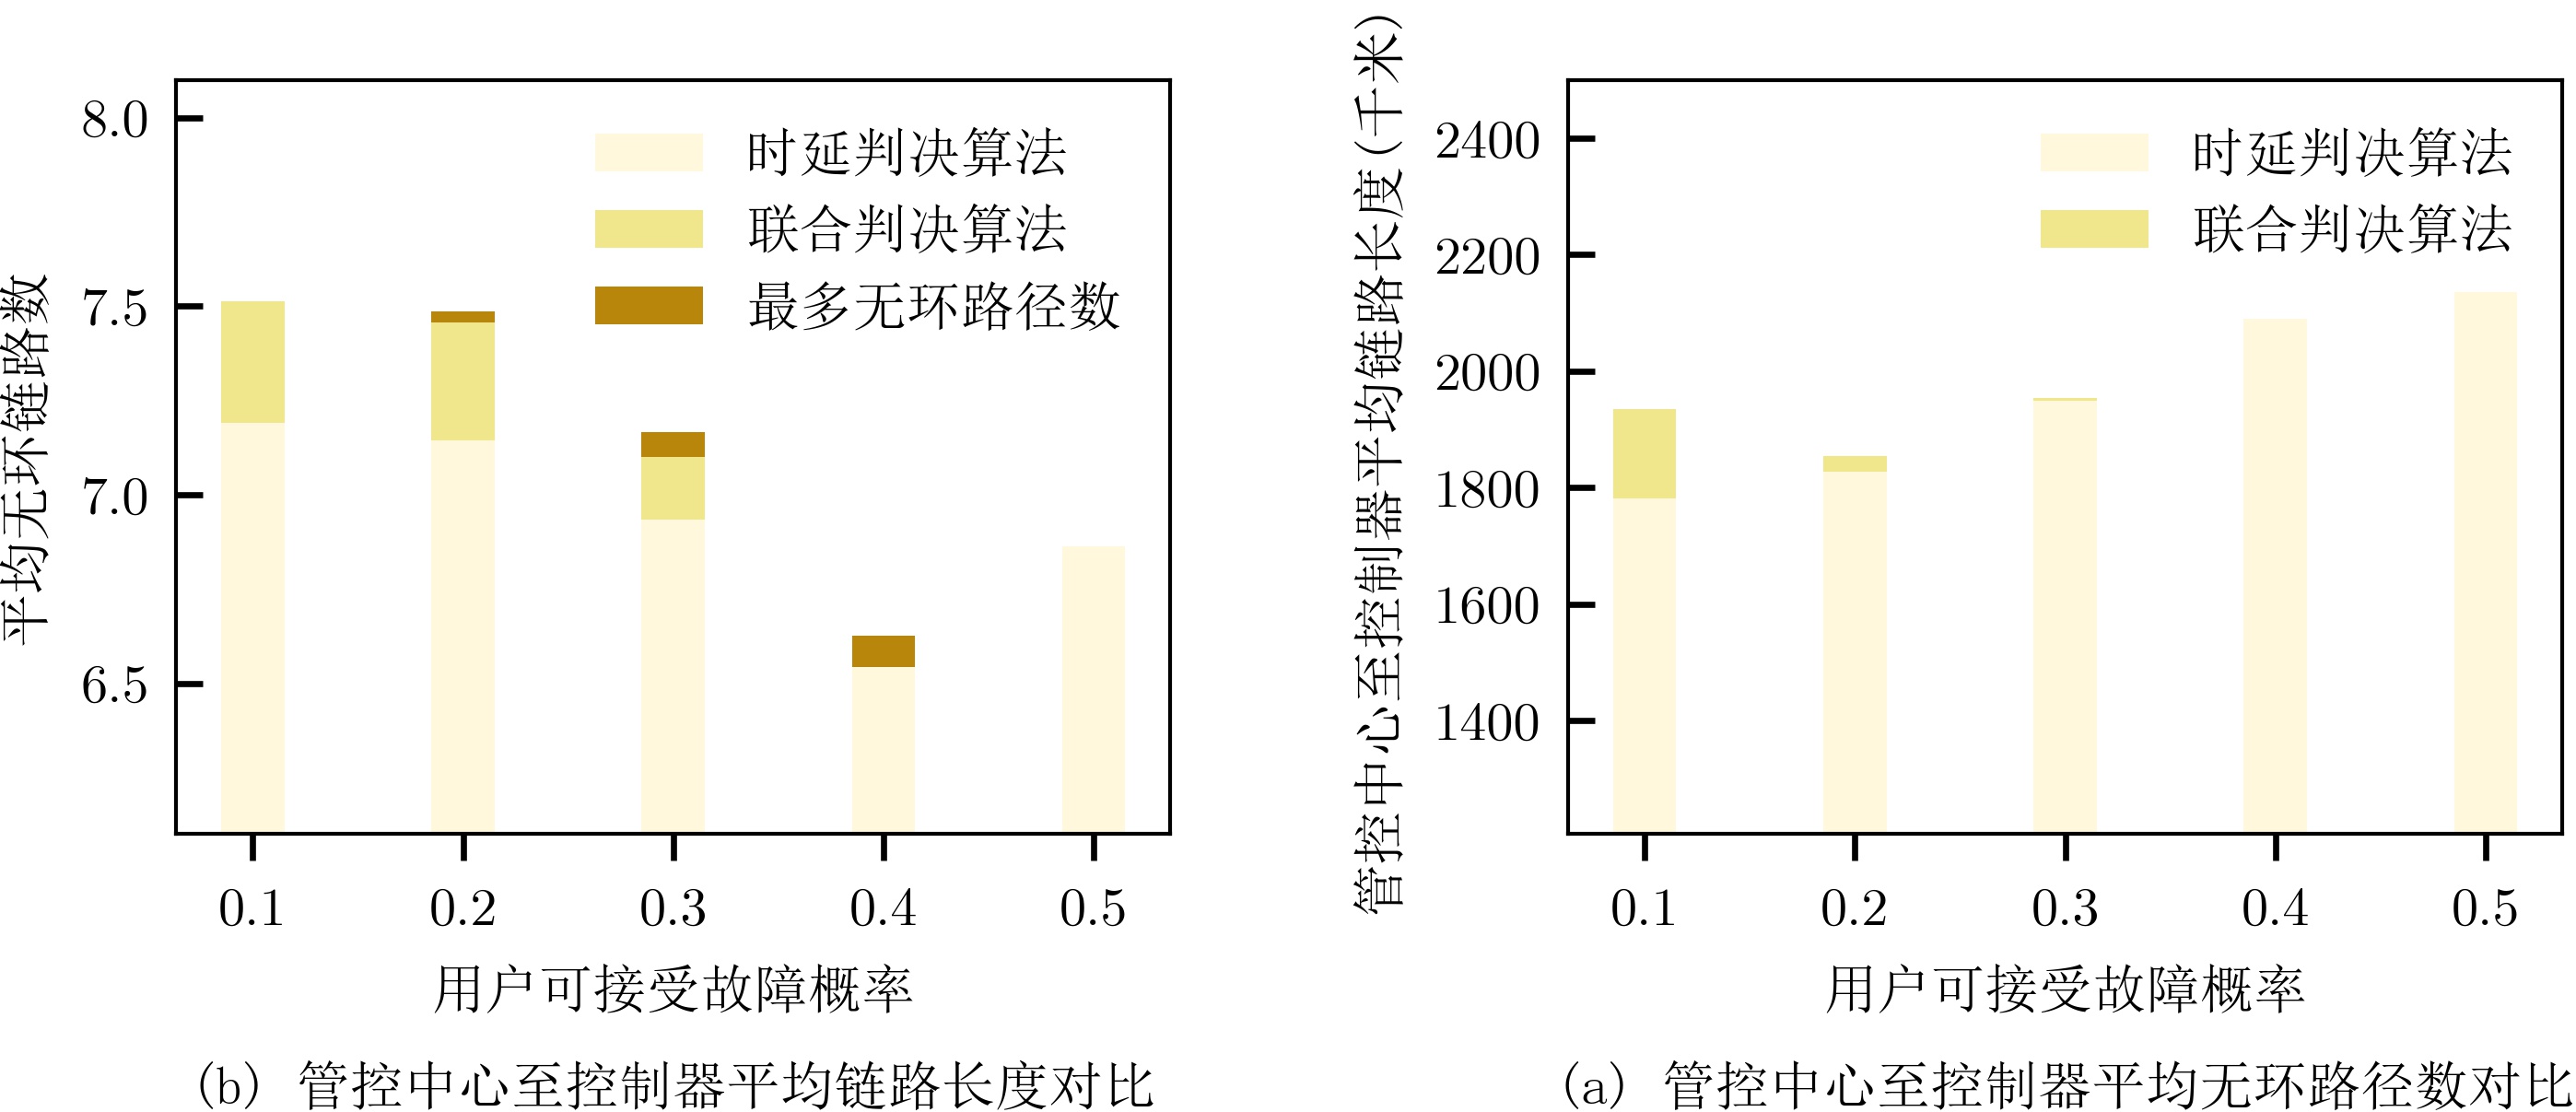 平均无环链路数
8.0
7.5
7.0
6.5
时延判决算法
联合判决算法
最多无环路径数
0.1 0.2 0.3 0.4 0.5
用户可接受故障概率
(b) 管控中心至控制器平均链路长度对比
管控中心至控制器平均链路长度(千米)
2400
2200
2000
1800
1600
1400
时延判决算法
联合判决算法
0.1 0.2 0.3 0.4 0.5
用户可接受故障概率
(a) 管控中心至控制器平均无环路径数对比